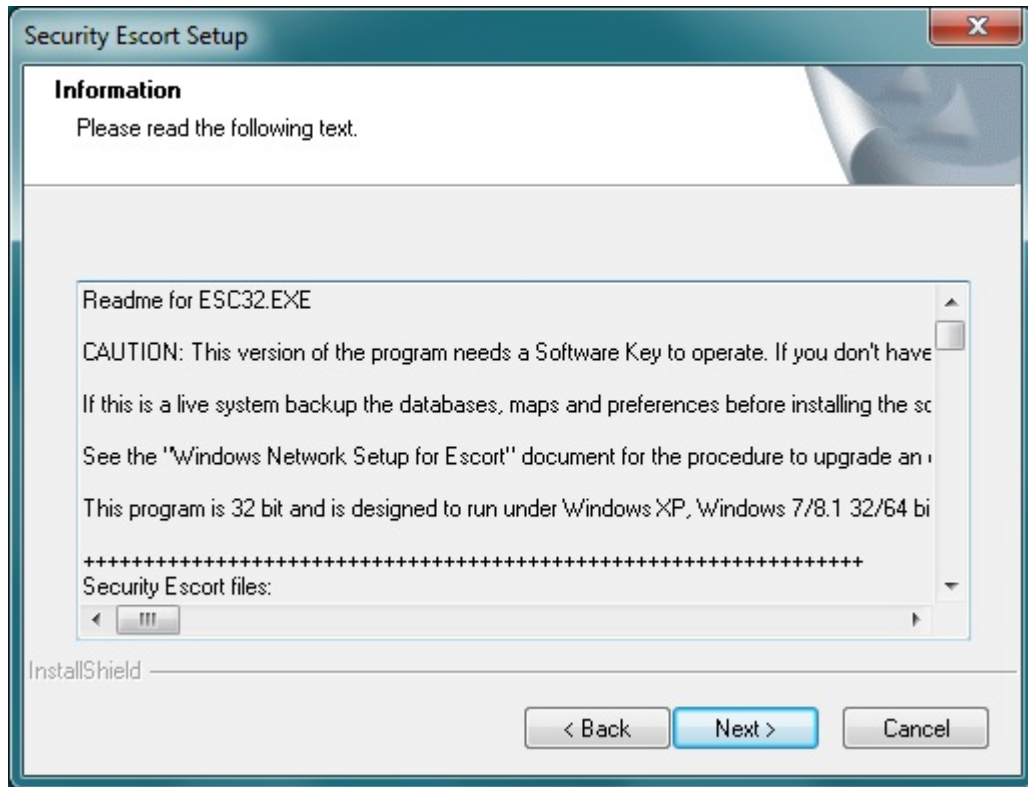 Security Escort Setup
Information
Please read the following text.
Readme for ESC32.EXE
CAUTION: This version of the program needs a Software Key to operate. If you don't have
If this is a live system backup the databases, maps and preferences before installing the
See the "Windows Network Setup for Escort" document for the procedure to upgrade an
This program is 32 bit and is designed to run under Windows XP, Windows 7/8.1 32/64
++++++++++++++++++++++++++++++++++++++++++++++++++++++++++++++++
Security Escort files:
InstallShield
< Back
Next >
Cancel